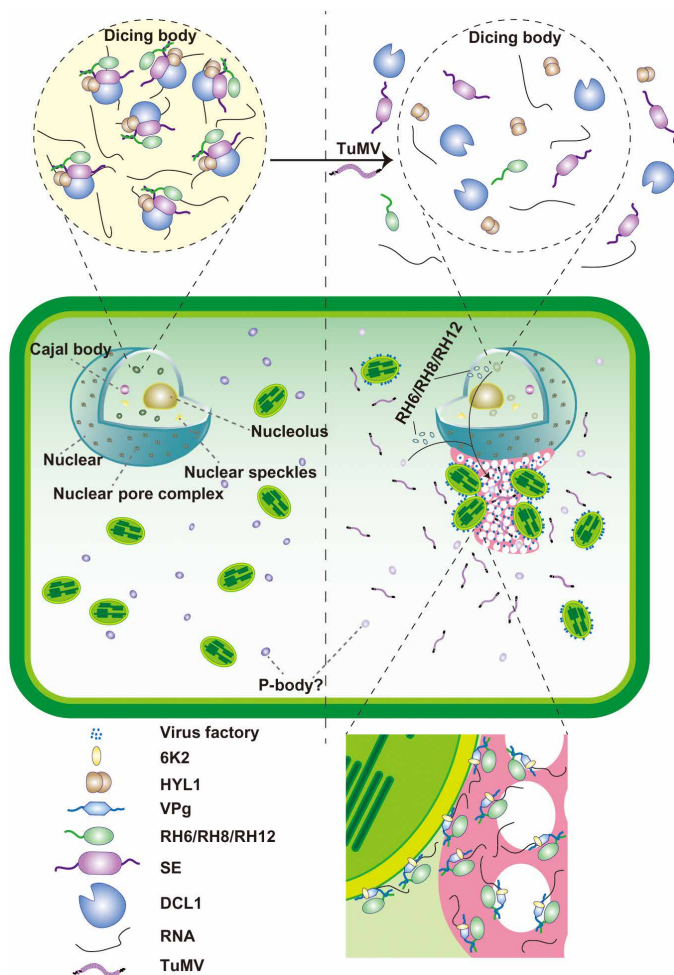 Dicing body
Dicing body
TuMV
Cajal body
RH6/RH8/RH12
Nucleolus
Nuclear
Nuclear speckles
Nuclear pore complex
P-body?
Virus factory
6K2
HYL1
VPg
RH6/RH8/RH12
SE
DCL1
RNA
TuMV